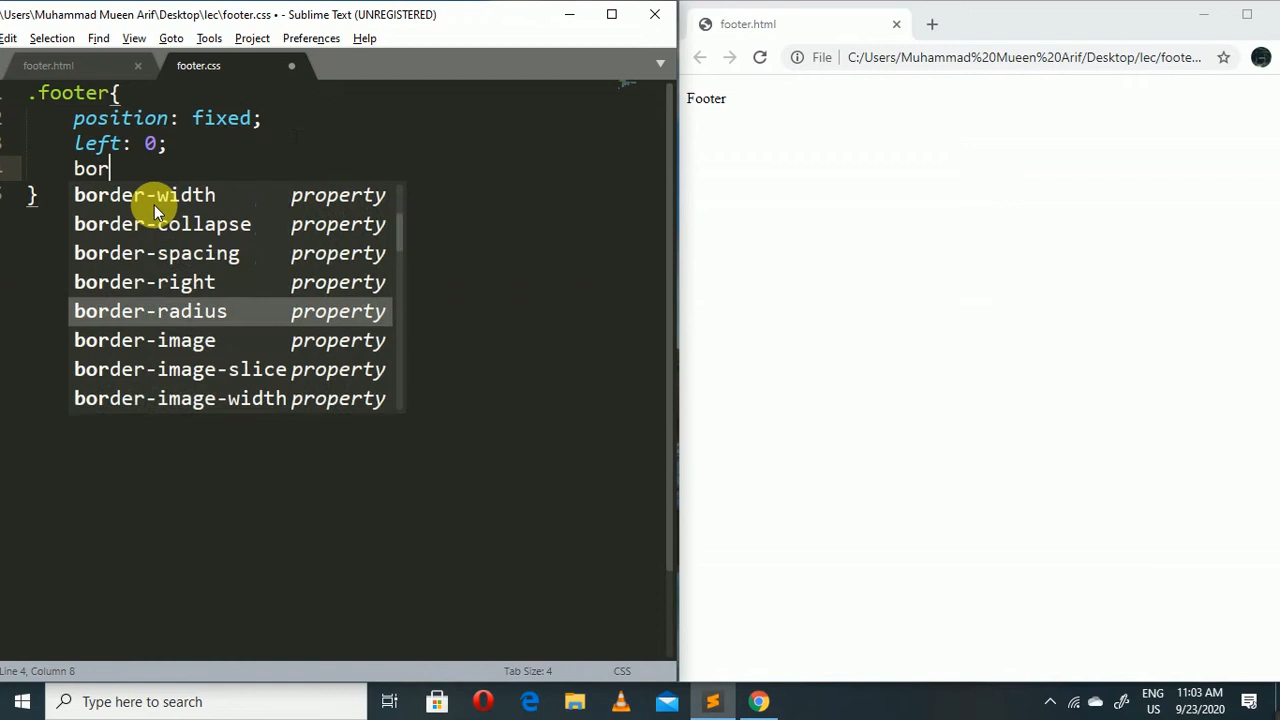 \Users\Muhammad Mueen Arif\Desktop\lec\footer.css • - Sublime Text (UNREGISTERED)
Edit Selection Find View Goto Tools Project Preferences Help
footer.html
footer.css
.footer{
2 position: fixed;
3 left: 0;
bor
5 }
border-width property
border-collapse property
border-spacing property
border-right property
border-radius property
border-image property
border-image-slice property
border-image-width property
Line 4, Column 8
Tab Size: 4
CSS
footer.html
File C:/Users/Muhammad%20Mueen%20Arif/Desktop/lec/foote...
Footer
Type here to search
ENG
US
11:03 AM
9/23/2020